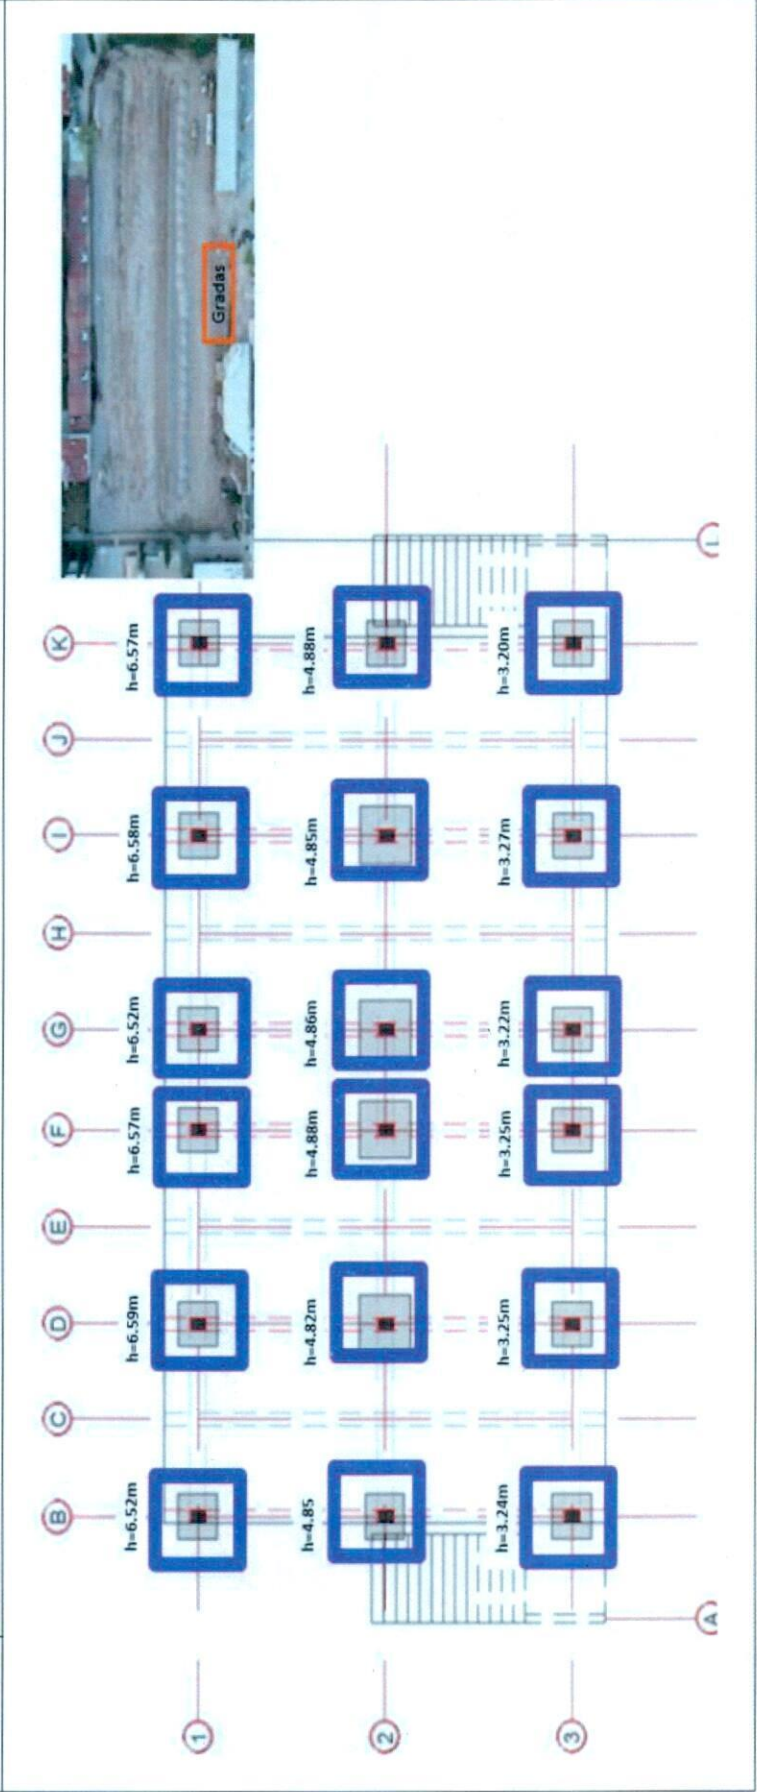 Gradas
K
J
I
H
G
F
E
D
C
B
L
A
1
2
3
h=6.57m
h=4.88m
h=3.20m
h=6.58m
h=4.85m
h=3.27m
h=6.52m
h=4.86m
h=3.22m
h=6.57m
h=4.88m
h=3.25m
h=6.59m
h=4.82m
h=3.25m
h=6.52m
h=4.85
h=3.24m